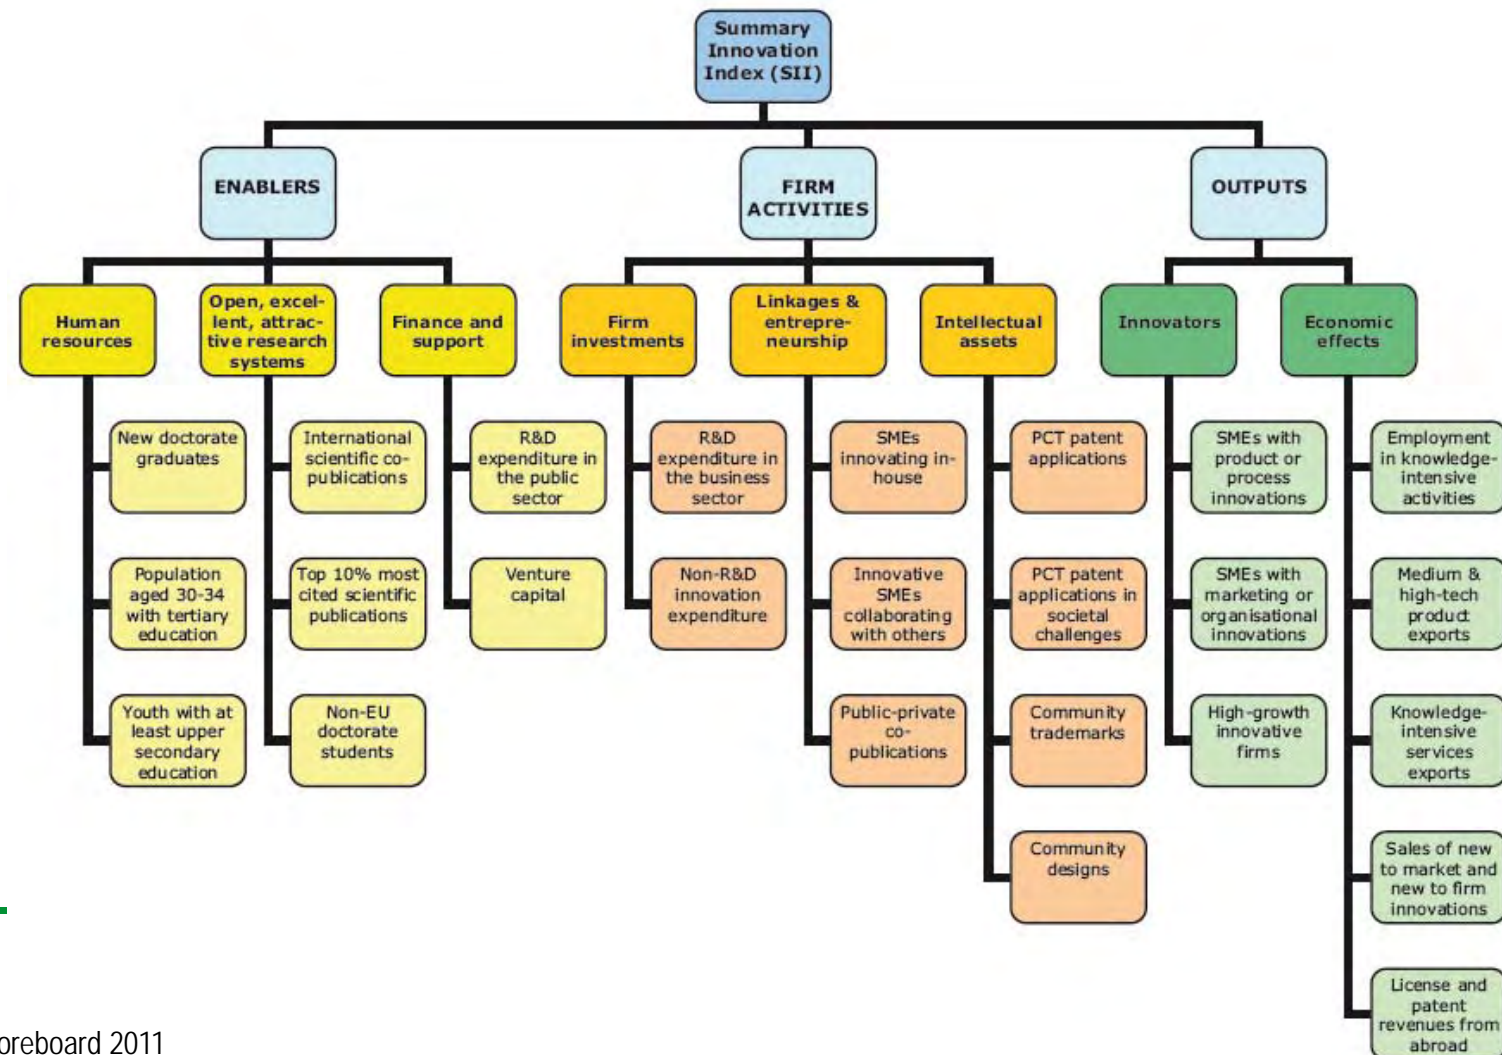 Summary
Innovation
Index (SII)
ENABLERS
FIRM
ACTIVITIES
OUTPUTS
Human
resources
Open, excel-
lent, attrac-
tive research
systems
Finance and
support
Firm
investments
Linkages &
entrepre-
neurship
Intellectual
assets
Innovators
Economic
effects
New doctorate
graduates
International
scientific co-
publications
R&D
expenditure in
the public
sector
R&D
expenditure in
the business
sector
SMEs
innovating in-
house
PCT patent
applications
SMEs with
product or
process
innovations
Employment
in knowledge-
intensive
activities
Population
aged 30-34
with tertiary
education
Top 10% most
cited scientific
publications
Venture
capital
Non-R&D
innovation
expenditure
Innovative
SMEs
collaborating
with others
PCT patent
applications in
societal
challenges
SMEs with
marketing or
organisational
innovations
Medium &
high-tech
product
exports
Youth with at
least upper
secondary
education
Non-EU
doctorate
students
Public-private
co-
publications
Community
trademarks
High-growth
innovative
firms
Knowledge-
intensive
services
exports
Community
designs
Sales of new
to market and
new to firm
innovations
License and
patent
revenues from
abroad
oreboard 2011